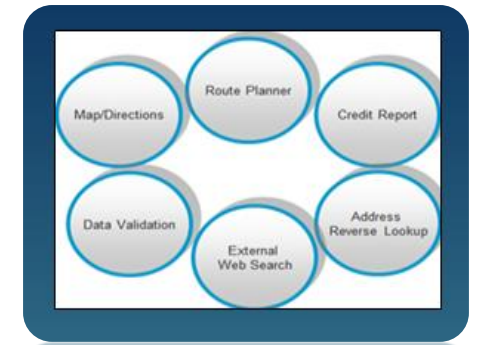 Route Planner
Map/Directions
Credit Report
Data Validation
Address
Reverse Lookup
External
Web Search